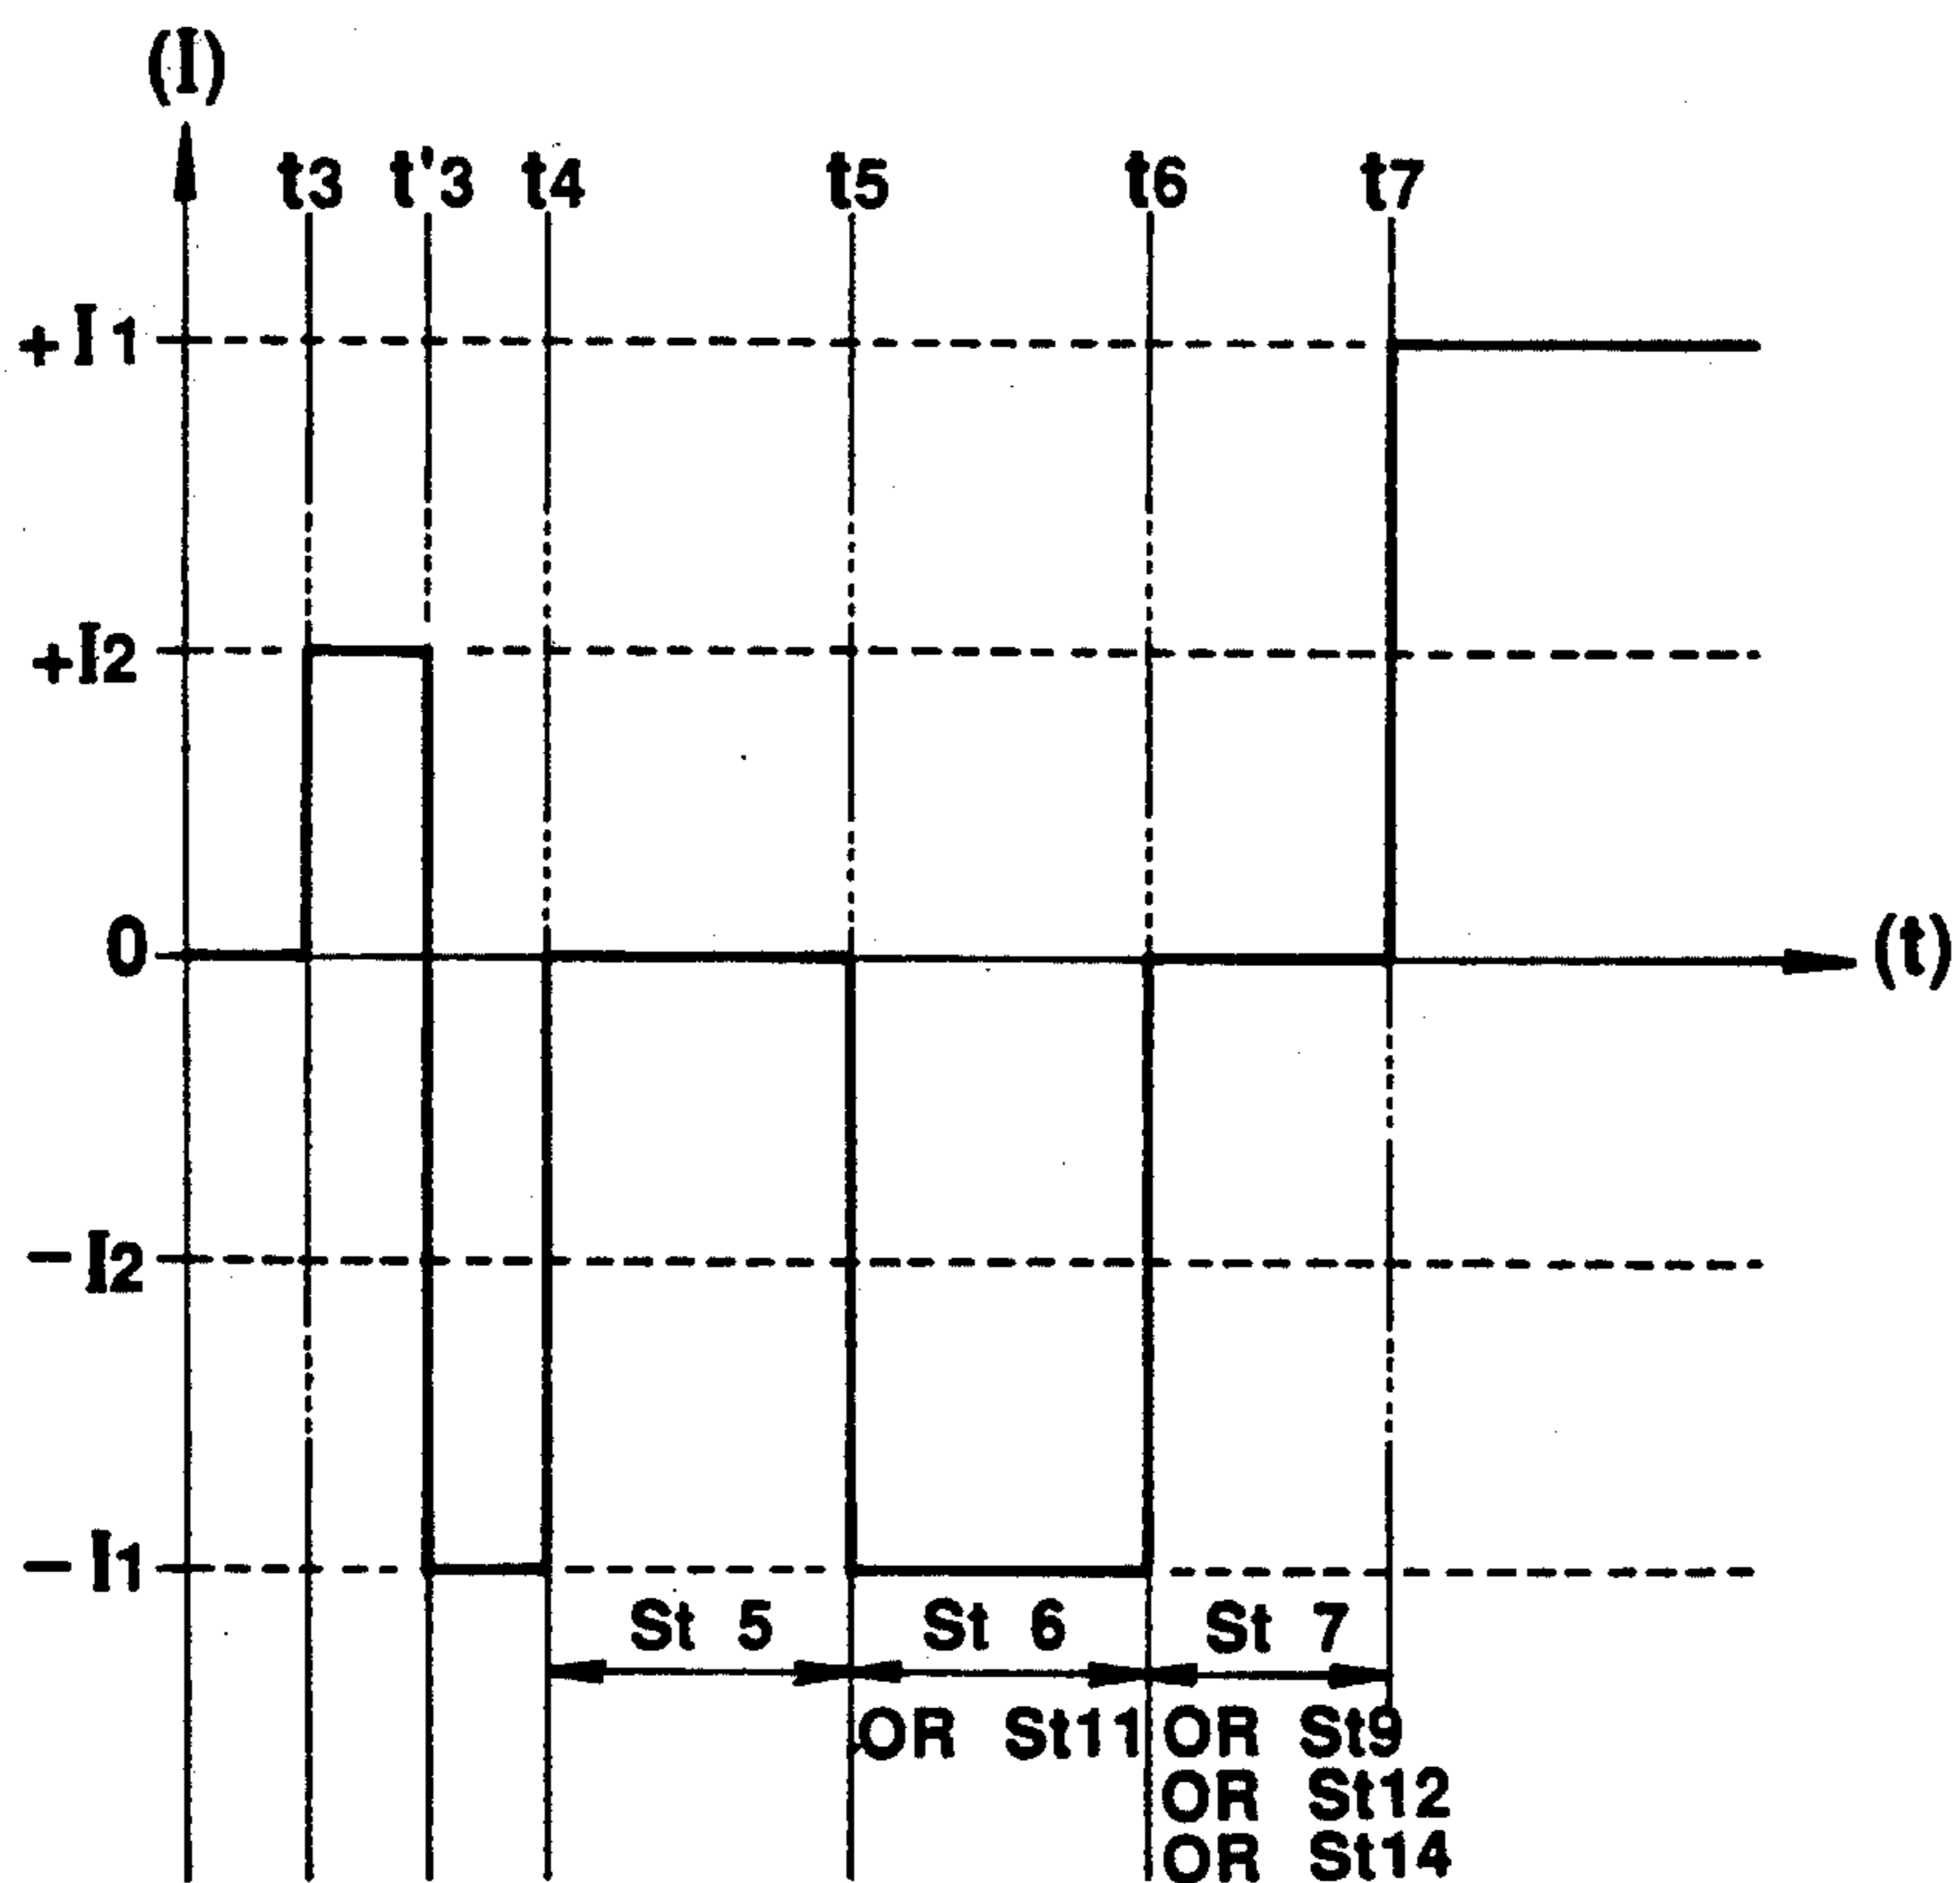 (I)
t3 t'3 t4 t5 t6 t7
+I1
+I2
0
(t)
-I2
-I1
St 5 St 6 St 7
OR St11 OR St9
OR St12
OR St14